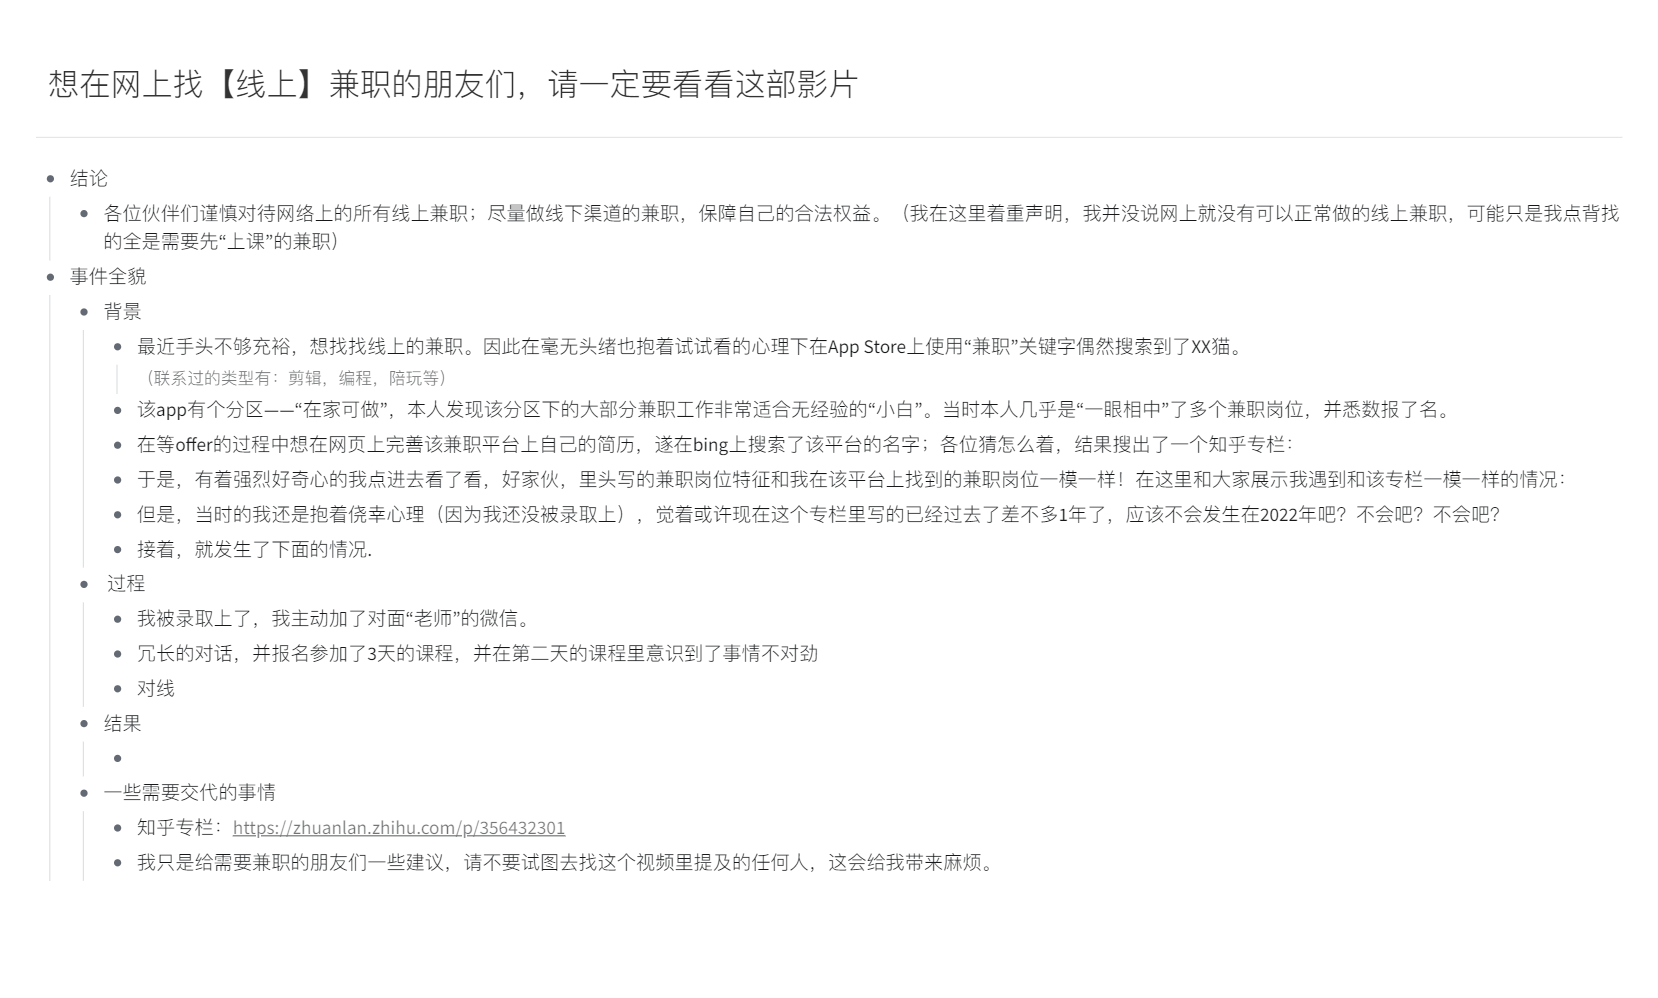 想在网上找【线上】兼职的朋友们，请一定要看看这部影片
结论
各位伙伴们谨慎对待网络上的所有线上兼职；尽量做线下渠道的兼职，保障自己的合法权益。（我在这里着重声明，我并没说网上就没有可以正常做的线上兼职，可能只是我点背找
的全是需要先“上课”的兼职）
事件全貌
背景
最近手头不够充裕，想找找线上的兼职。因此在毫无头绪也抱着试试看的心理下在App Store上使用“兼职”关键字偶然搜索到了XX猫。
（联系过的类型有：剪辑，编程，陪玩等）
该app有个分区——“在家可做”，本人发现该分区下的大部分兼职工作非常适合无经验的“小白”。当时本人几乎是“一眼相中”了多个兼职岗位，并悉数报了名。
在等offer的过程中想在网页上完善该兼职平台上自己的简历，遂在bing上搜索了该平台的名字；各位猜怎么着，结果搜出了一个知乎专栏：
于是，有着强烈好奇心的我点进去看了看，好家伙，里头写的兼职岗位特征和我在该平台上找到的兼职岗位一模一样！在这里和大家展示我遇到和该专栏一模一样的情况：
但是，当时的我还是抱着侥幸心理（因为我还没被录取上），觉着或许现在这个专栏里写的已经过去了差不多1年了，应该不会发生在2022年吧？不会吧？不会吧？
接着，就发生了下面的情况.
过程
我被录取上了，我主动加了对面“老师”的微信。
冗长的对话，并报名参加了3天的课程，并在第二天的课程里意识到了事情不对劲
对线
结果
一些需要交代的事情
知乎专栏：https://zhuanlan.zhihu.com/p/356432301
我只是给需要兼职的朋友们一些建议，请不要试图去找这个视频里提及的任何人，这会给我带来麻烦。